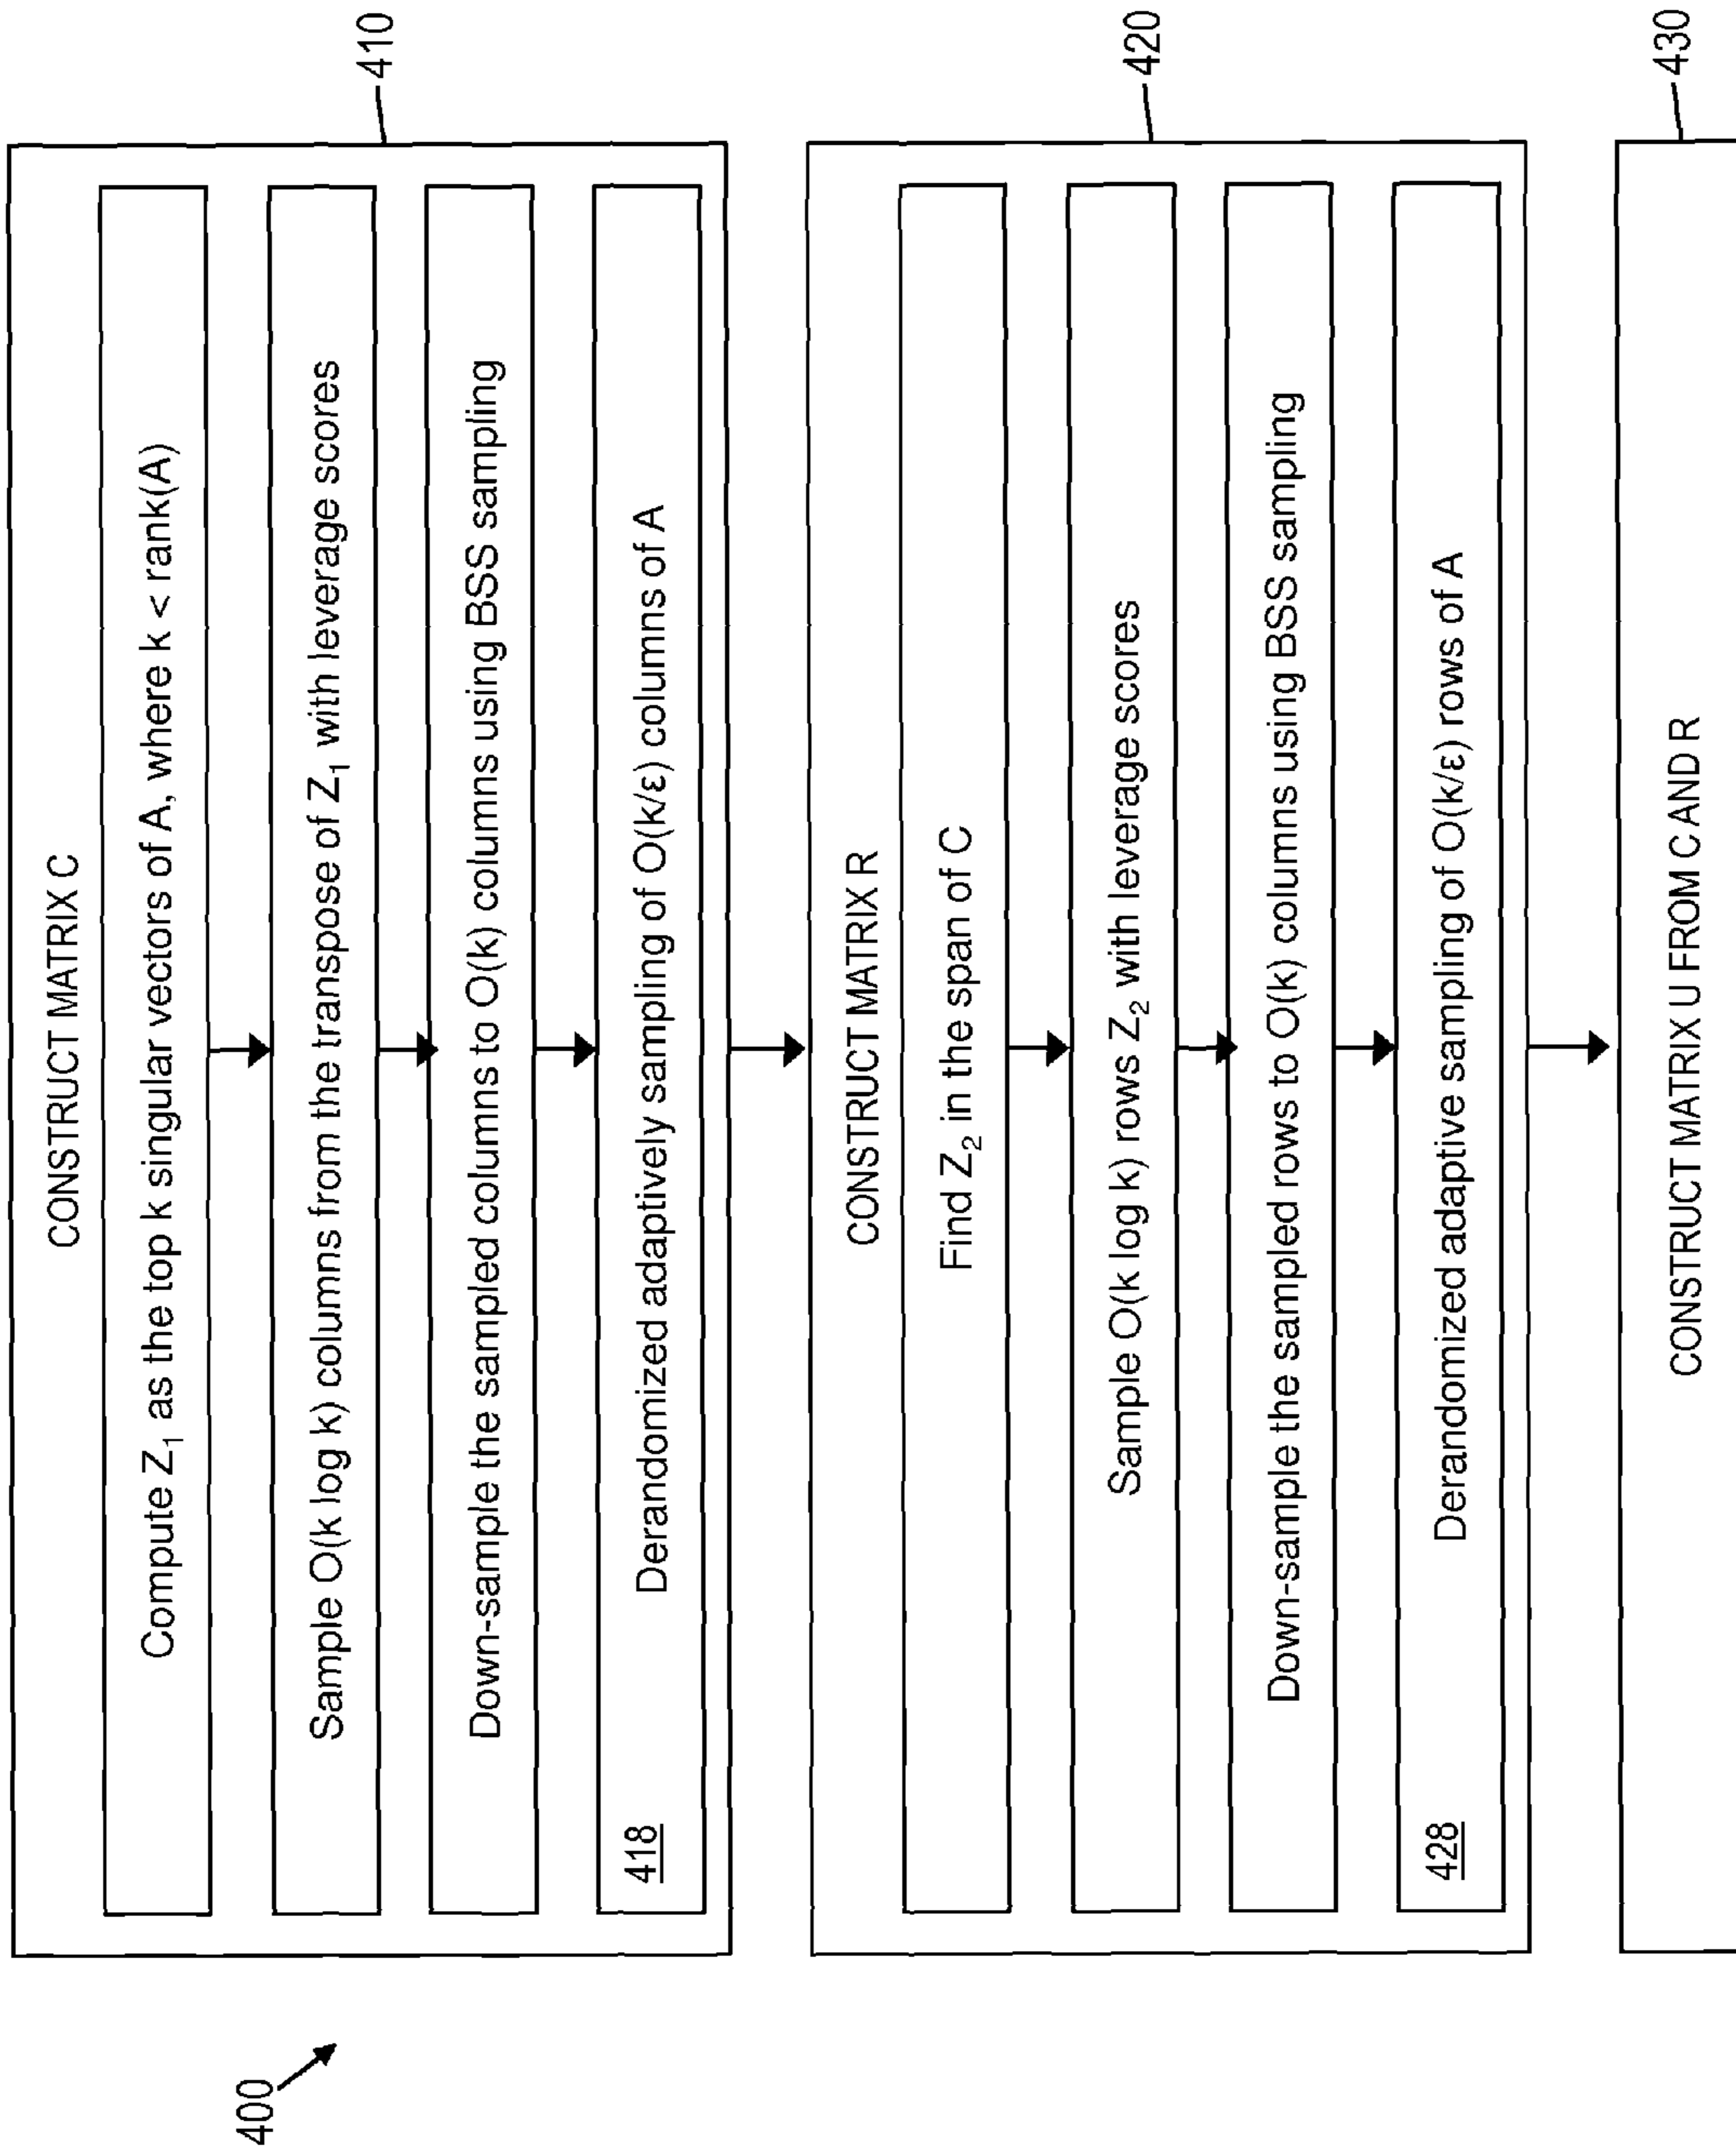 400
CONSTRUCT MATRIX C
410
Compute Z₁ as the top k singular vectors of A, where k < rank(A)
Sample O(k log k) columns from the transpose of Z₁ with leverage scores
Down-sample the sampled columns to O(k) columns using BSS sampling
418
Derandomized adaptively sampling of O(k/ε) columns of A
CONSTRUCT MATRIX R
420
Find Z₂ in the span of C
Sample O(k log k) rows Z₂ with leverage scores
Down-sample the sampled rows to O(k) columns using BSS sampling
428
Derandomized adaptive sampling of O(k/ε) rows of A
430
CONSTRUCT MATRIX U FROM C AND R